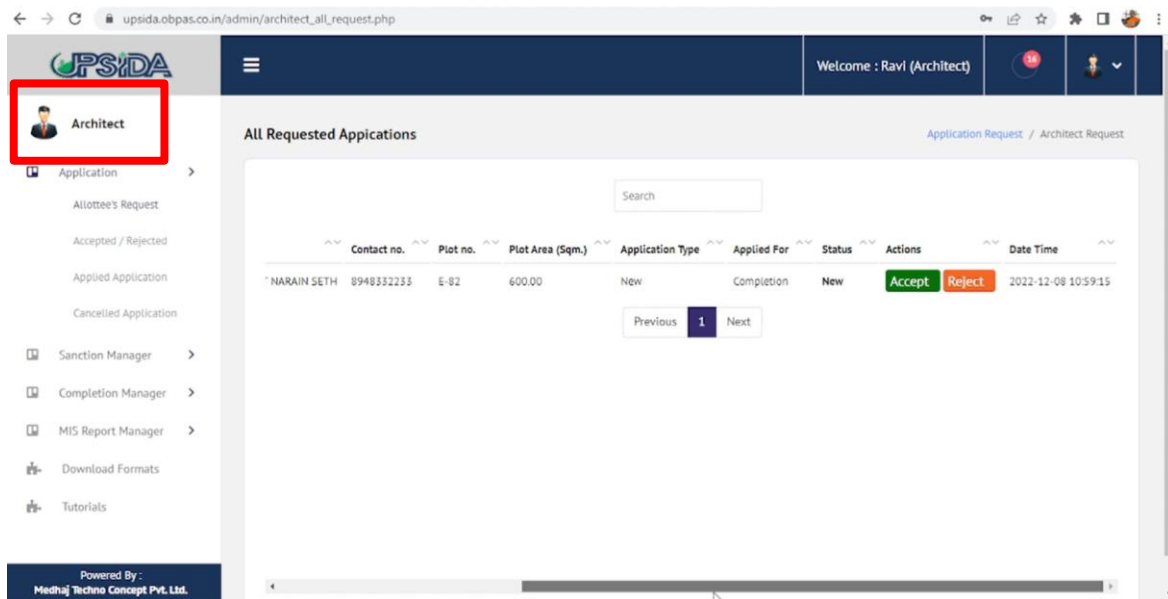 upsida.obpas.co.in/admin/architect_all_request.php
UPSIDA
Welcome : Ravi (Architect)
16
Architect
All Requested Appications
Application Request / Architect Request
Application
Allottee's Request
Accepted / Rejected
Applied Application
Cancelled Application
Sanction Manager
Completion Manager
MIS Report Manager
Download Formats
Tutorials
Search
Contact no. Plot no. Plot Area (Sqm.) Application Type Applied For Status Actions Date Time
NARAIN SETH 8948332233 E-82 600.00 New Completion New Accept Reject 2022-12-08 10:59:15
Previous 1 Next
Powered By :
Medhaj Techno Concept Pvt. Ltd.